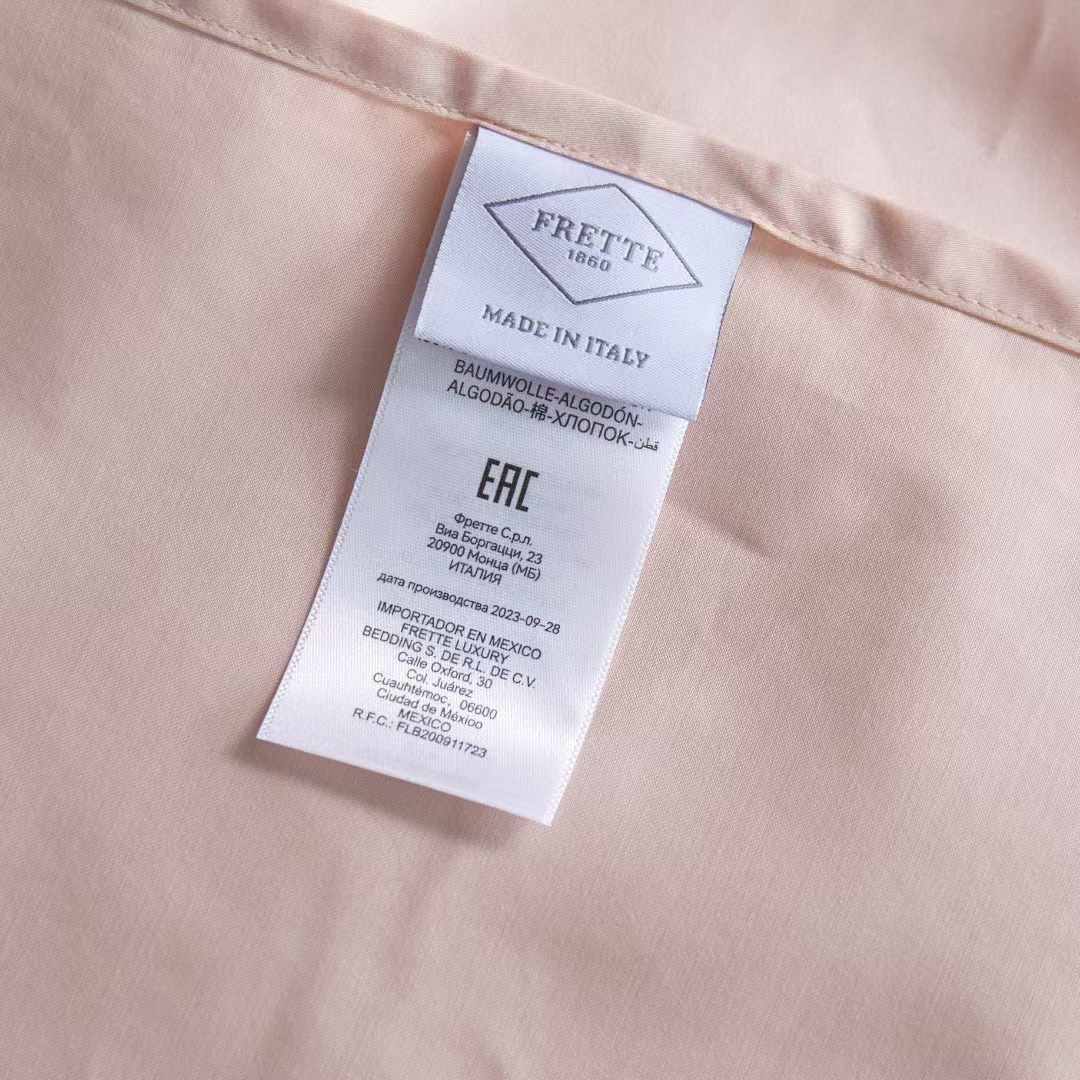 FRETTE
1860
MADE IN ITALY
BAUMWOLLE-ALGODÓN-
ALGODÃO-棉-ХЛОПОК-قطن
EAC
Фретте С.р.л.
Виа Боргацци, 23
20900 Монца (МБ)
ИТАЛИЯ
дата производства 2023-09-28
IMPORTADOR EN MEXICO
FRETTE LUXURY
BEDDING S. DE R.L. DE C.V.
Calle Oxford, 30
Col. Juárez
Cuauhtémoc, 06600
Ciudad de México
MEXICO
R.F.C.: FLB200911723